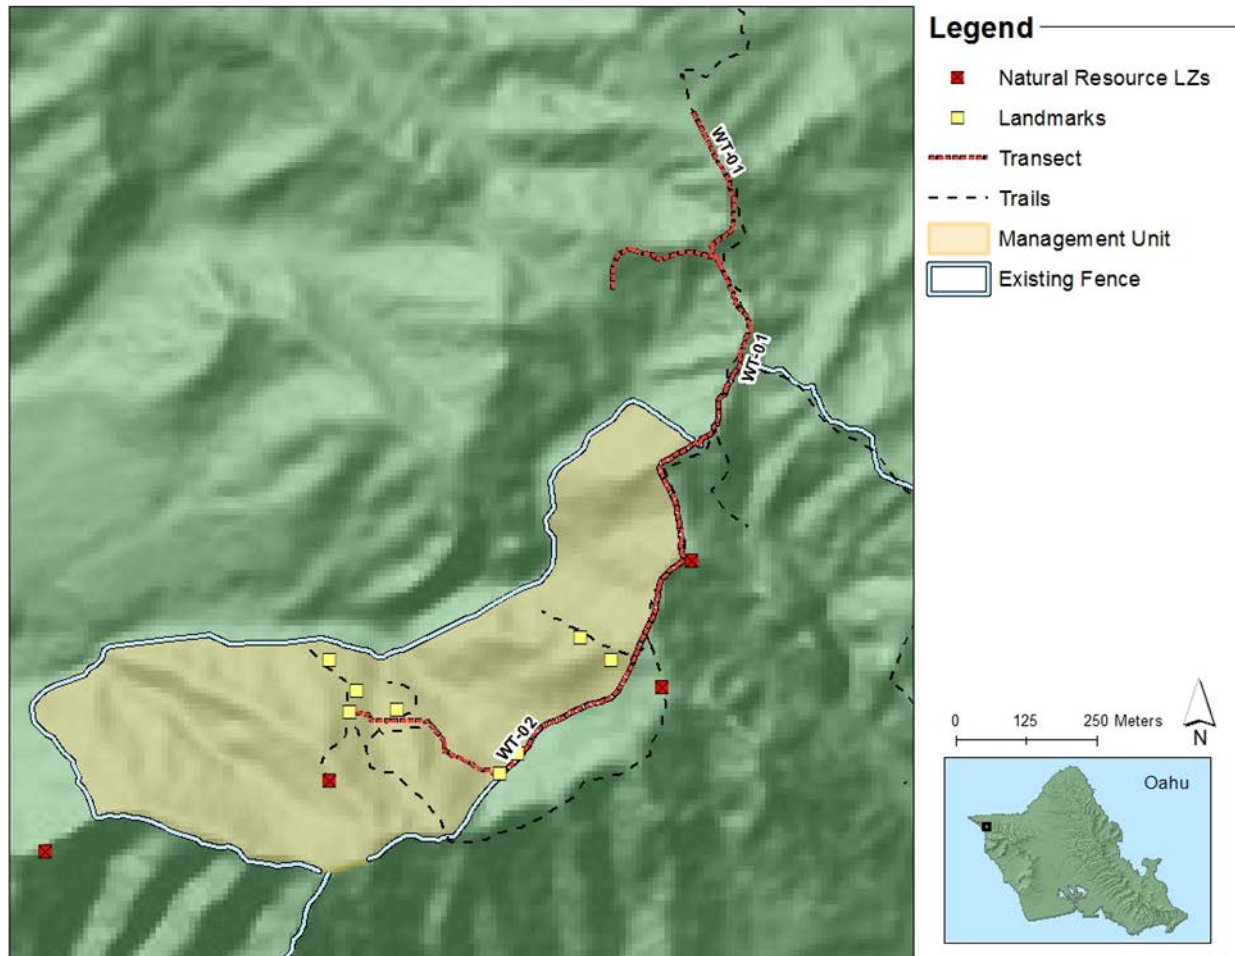 Legend
Natural Resource LZs
Landmarks
Transect
Trails
Management Unit
Existing Fence
WT-01
WT-01
WT-02
0 125 250 Meters
N
Oahu